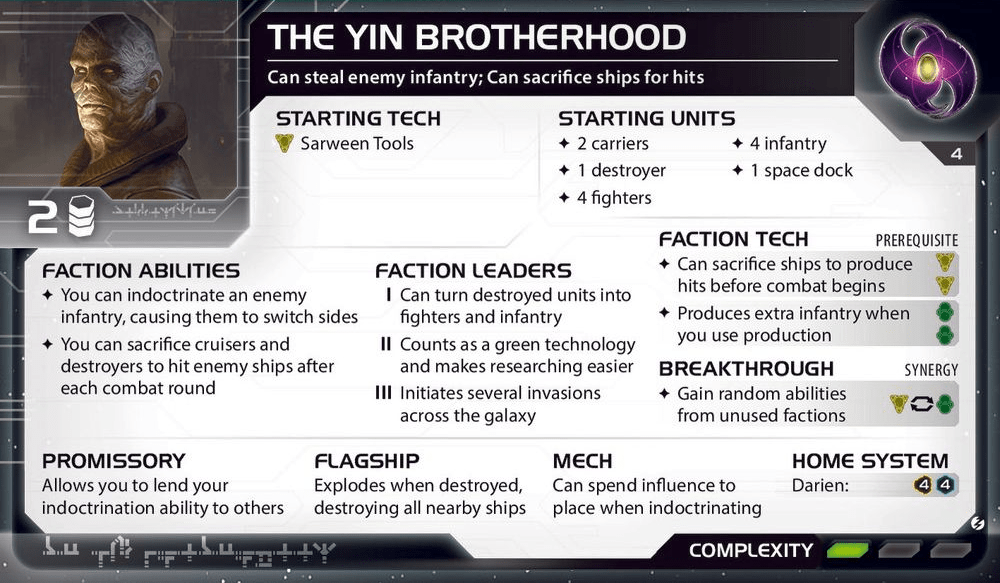 THE YIN BROTHERHOOD
Can steal enemy infantry; Can sacrifice ships for hits
4
2
STARTING TECH
Sarween Tools
STARTING UNITS
2 carriers
1 destroyer
4 fighters
4 infantry
1 space dock
FACTION ABILITIES
You can indoctrinate an enemy
infantry, causing them to switch sides
You can sacrifice cruisers and
destroyers to hit enemy ships after
each combat round
FACTION LEADERS
I Can turn destroyed units into
fighters and infantry
II Counts as a green technology
and makes researching easier
III Initiates several invasions
across the galaxy
FACTION TECH PREREQUISITE
Can sacrifice ships to produce
hits before combat begins
Produces extra infantry when
you use production
BREAKTHROUGH SYNERGY
Gain random abilities
from unused factions
PROMISSORY
Allows you to lend your
indoctrination ability to others
FLAGSHIP
Explodes when destroyed,
destroying all nearby ships
MECH
Can spend influence to
place when indoctrinating
HOME SYSTEM
Darien: 4 4
COMPLEXITY